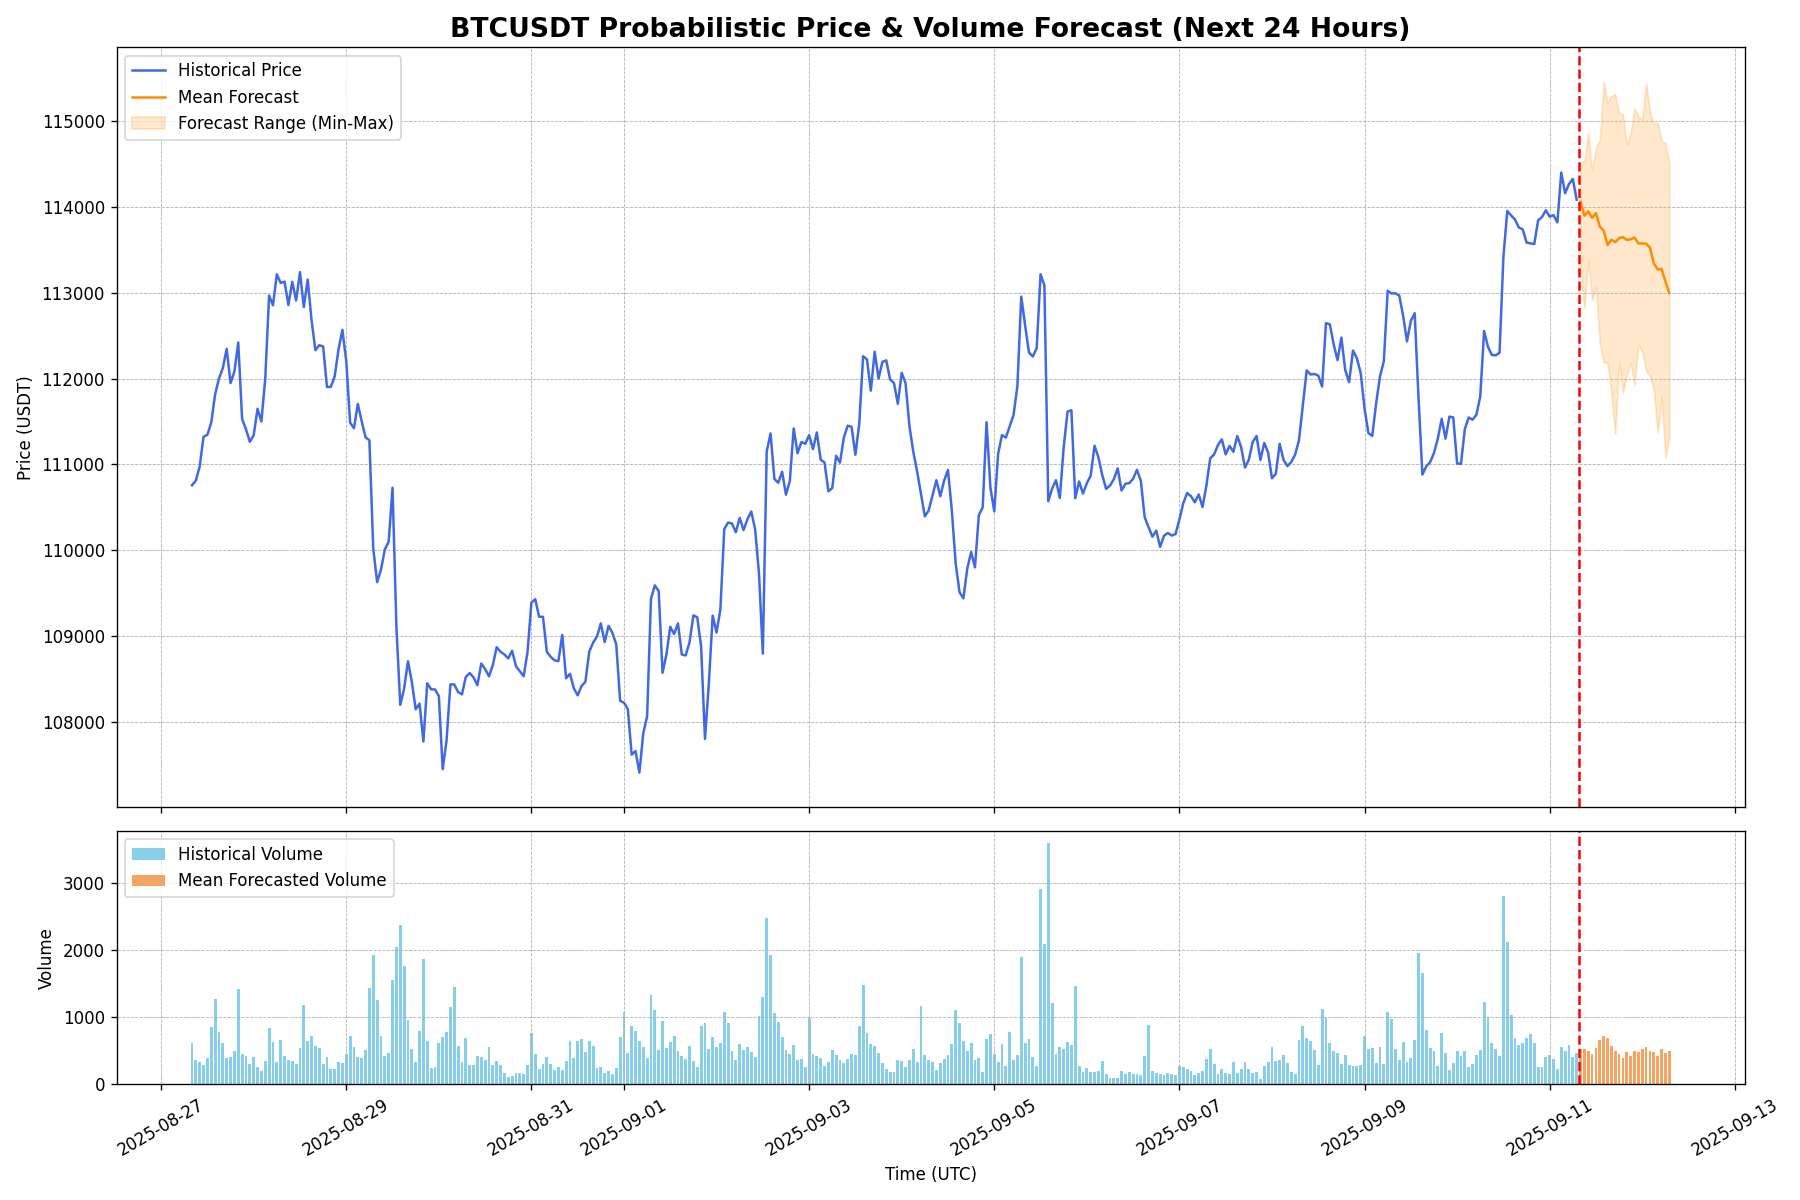 BTCUSDT Probabilistic Price & Volume Forecast (Next 24 Hours)
Historical Price
Mean Forecast
Forecast Range (Min-Max)
Price (USDT)
115000
114000
113000
112000
111000
110000
109000
108000
Historical Volume
Mean Forecasted Volume
Volume
3000
2000
1000
0
2025-08-27
2025-08-29
2025-08-31
2025-09-01
2025-09-03
2025-09-05
2025-09-07
2025-09-09
2025-09-11
2025-09-13
Time (UTC)